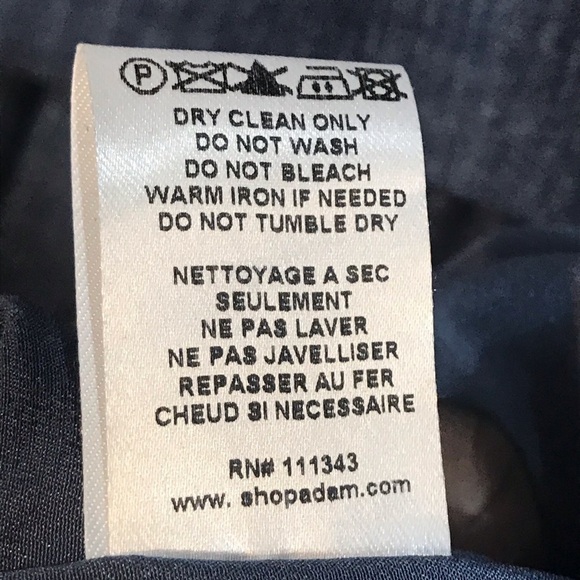 P
DRY CLEAN ONLY
DO NOT WASH
DO NOT BLEACH
WARM IRON IF NEEDED
DO NOT TUMBLE DRY
NETTOYAGE A SEC
SEULEMENT
NE PAS LAVER
NE PAS JAVELLISER
REPASSER AU FER
CHEUD SI NECESSAIRE
RN# 111343
www. shopadam.com